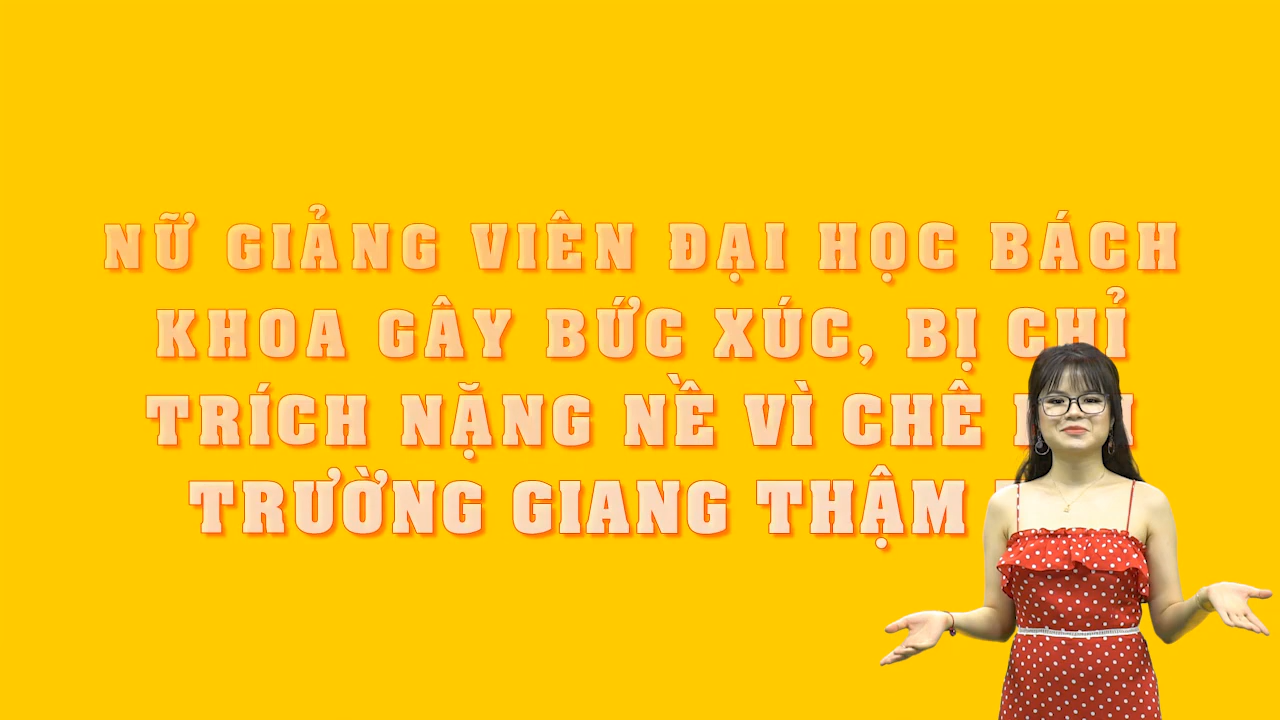 NỮ GIẢNG VIÊN ĐẠI HỌC BÁCH
KHOA GÂY BỨC XÚC, BỊ CHỈ
TRÍCH NẶNG NỀ VÌ CHÊ
TRƯỜNG GIANG THẬM